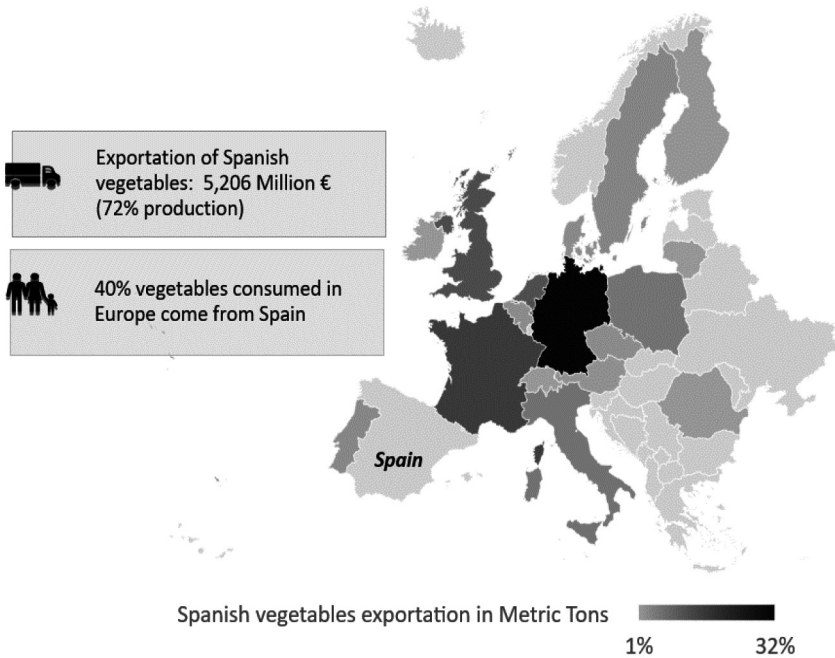 Exportation of Spanish
vegetables: 5,206 Million €
(72% production)
40% vegetables consumed in
Europe come from Spain
Spain
Spanish vegetables exportation in Metric Tons
1%
32%